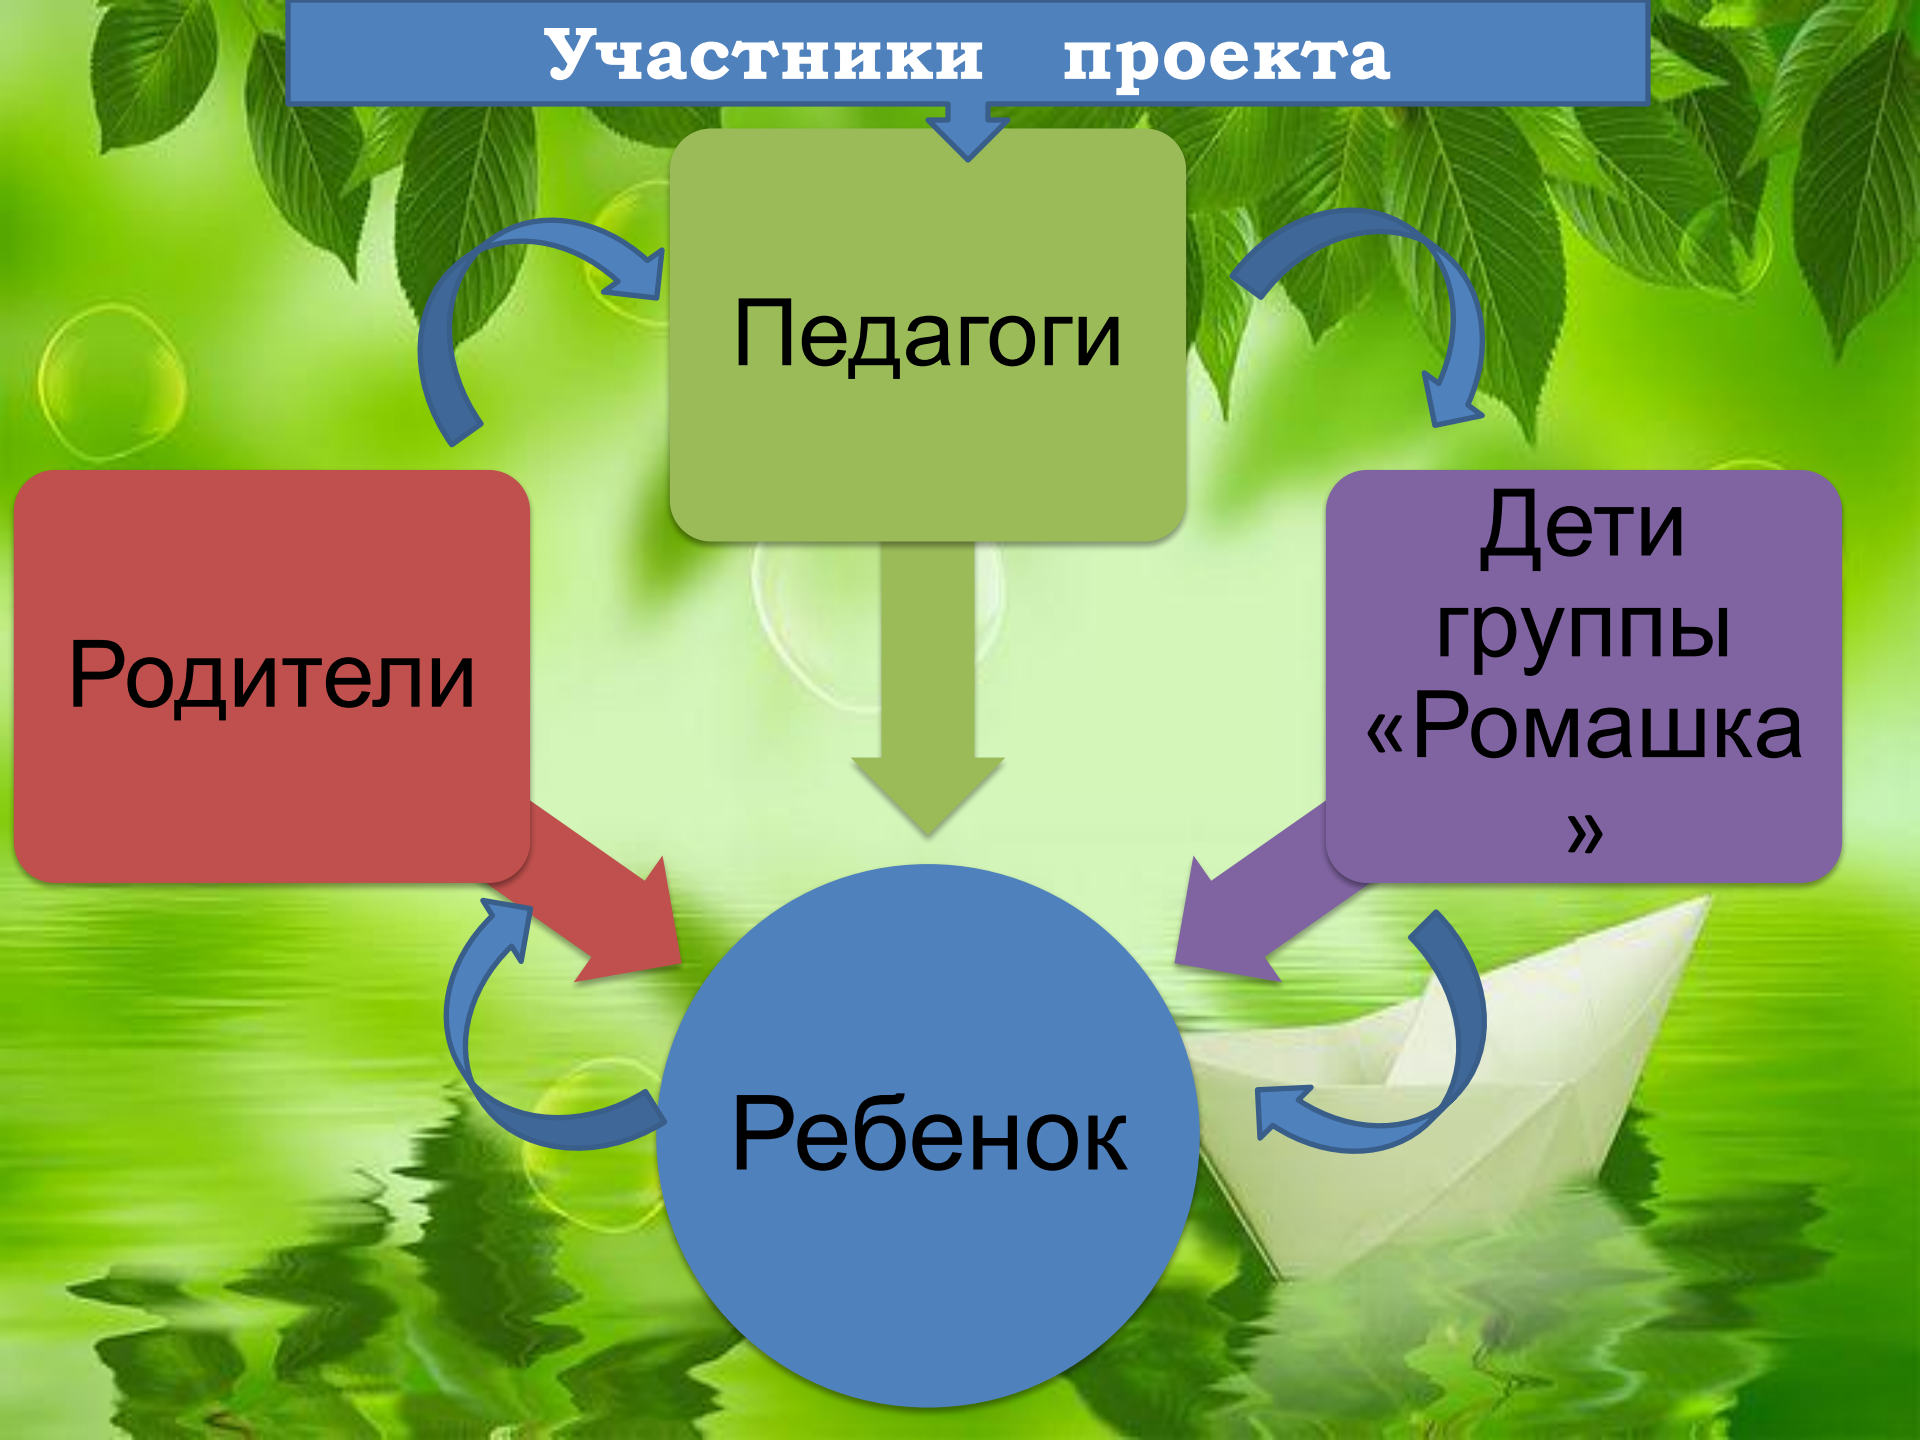 Участники проекта
Педагоги
Родители
Дети
группы
«Ромашка
»
Ребенок